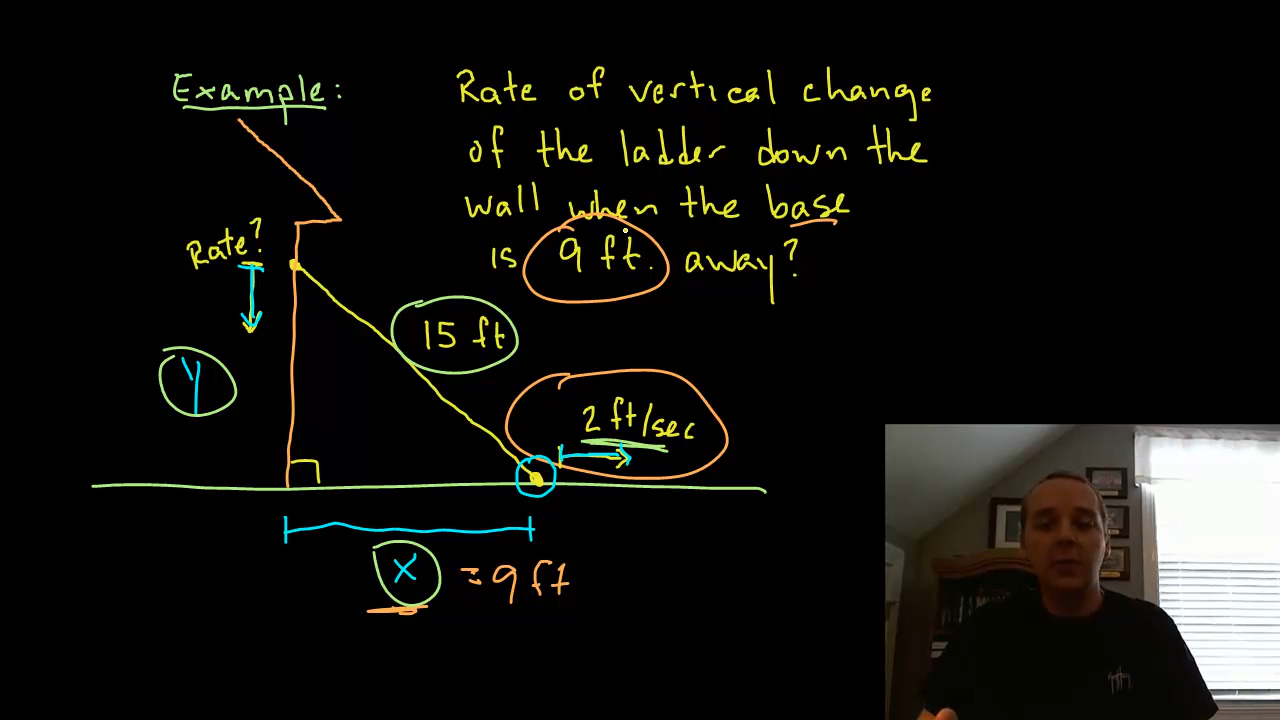 Example:
Rate of vertical change
of the ladder down the
wall when the base
is 9 ft. away?
Rate?
15 ft
Y
2 ft/sec
X = 9 ft